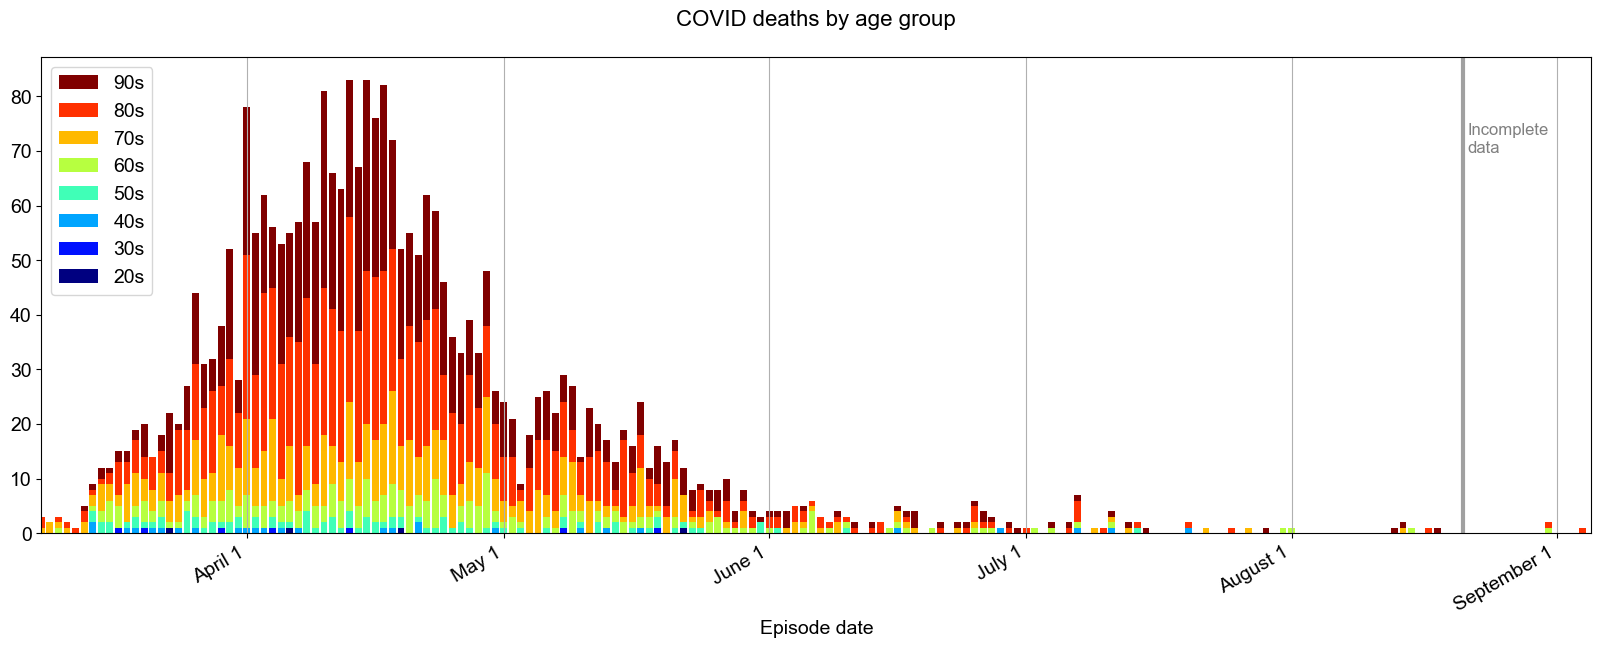 COVID deaths by age group
90s
80s
70s
60s
50s
40s
30s
20s
80
70
60
50
40
30
20
10
0
Incomplete
data
April 1
May 1
June 1
July 1
August 1
September 1
Episode date